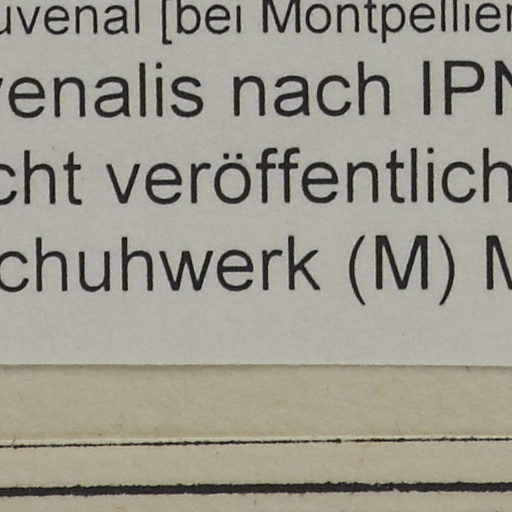 uvenal [bei Montpellier
venalis nach IPN
cht veröffentlich
chuhwerk (M) M